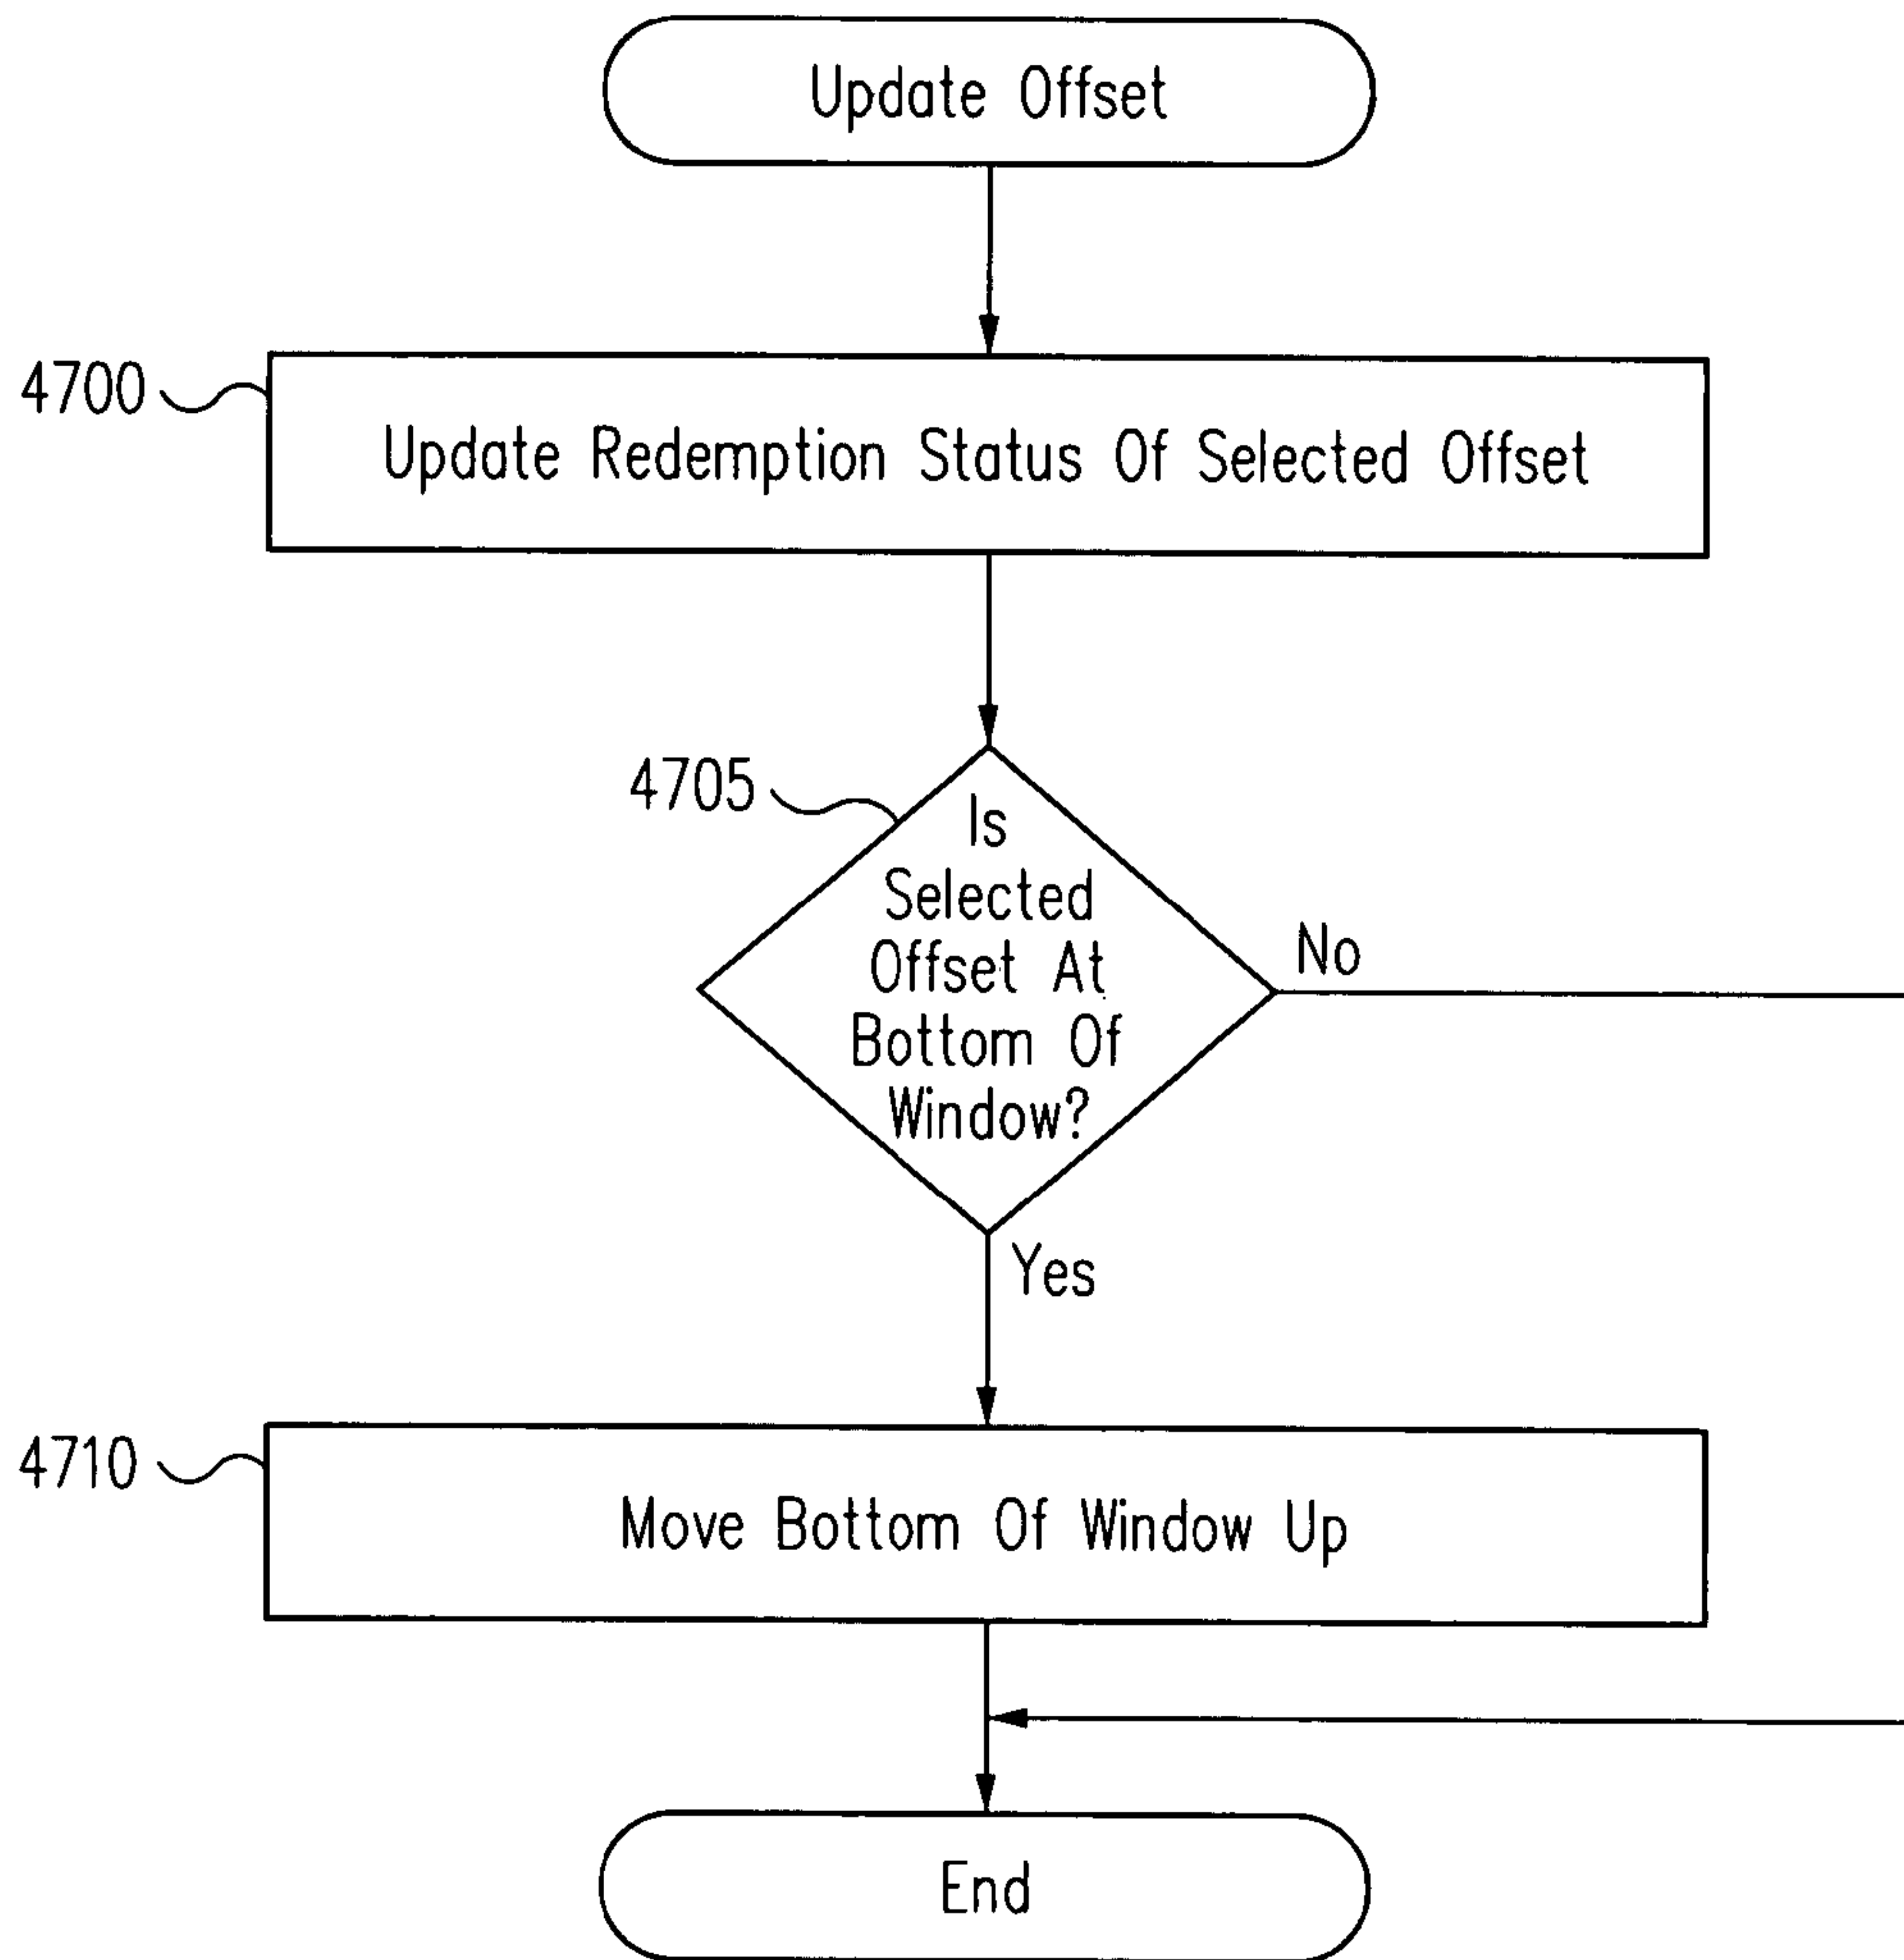 Update Offset
4700
Update Redemption Status Of Selected Offset
4705
Is
Selected
Offset At
Bottom Of
Window?
No
Yes
4710
Move Bottom Of Window Up
End